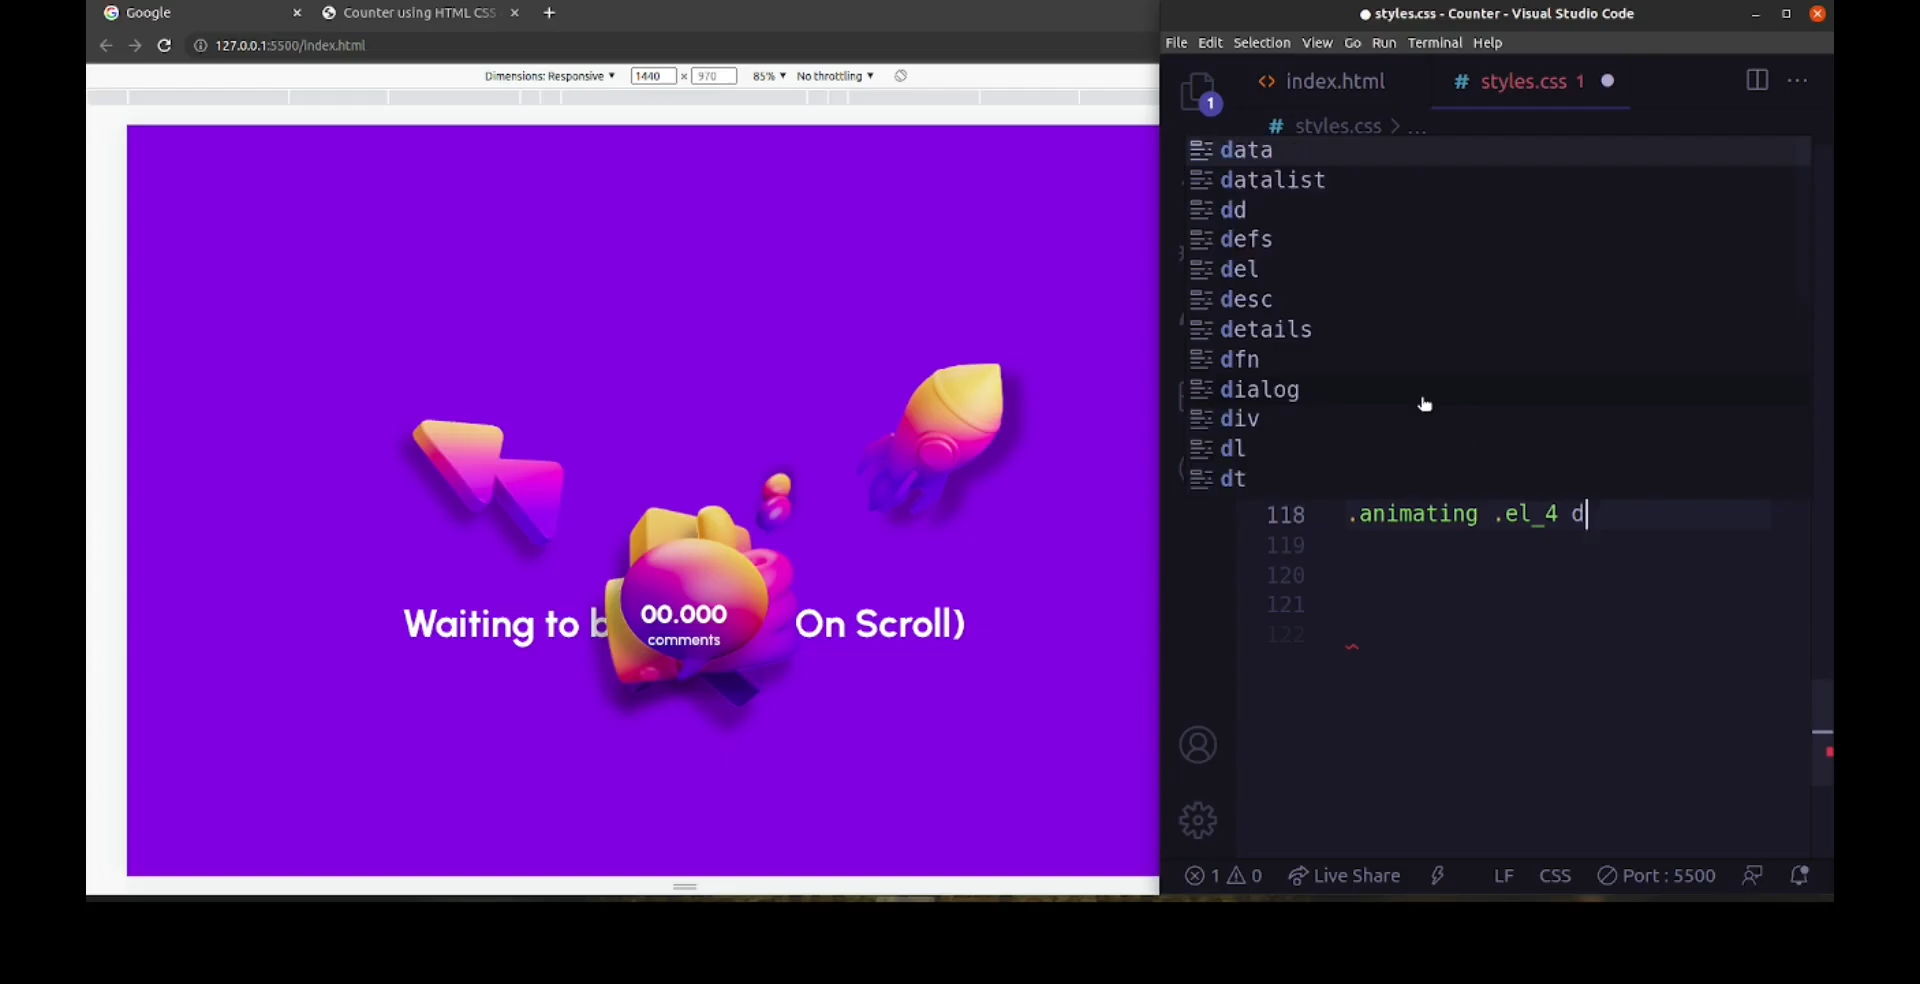 Google
Counter using HTML CSS
127.0.0.1:5500/index.html
Dimensions: Responsive
1440 × 970
85%
No throttling
Waiting to b
On Scroll)
00.000
comments
styles.css - Counter - Visual Studio Code
File Edit Selection View Go Run Terminal Help
1
index.html
# styles.css 1
# styles.css > ...
data
datalist
dd
defs
del
desc
details
dfn
dialog
div
dl
dt
118 .animating .el_4 d
119
120
121
122
1 0 Live Share LF CSS Port : 5500